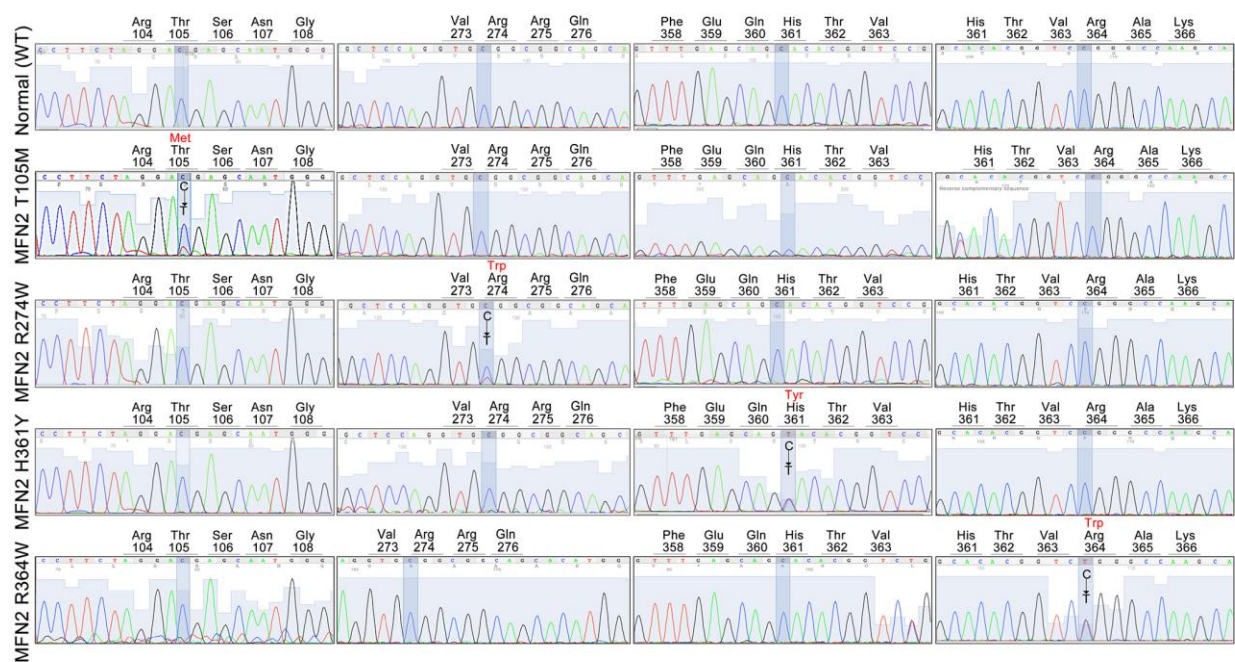 Normal (WT)
Arg Thr Ser Asn Gly
104 105 106 107 108
Val Arg Arg Gln
273 274 275 276
Phe Glu Gln His Thr Val
358 359 360 361 362 363
His Thr Val Arg Ala Lys
361 362 363 364 365 366
C C T T C T A G G A C G A G C A A T G G G
G C T C C A G G T G C G G C G G C A G C A
G T T T G A G C A G C A C A C G G T C C G
G C A C A C G G T C C G G G C C A A G C A
MFN2 T105M
Met
Arg Thr Ser Asn Gly
104 105 106 107 108
Val Arg Arg Gln
273 274 275 276
Phe Glu Gln His Thr Val
358 359 360 361 362 363
His Thr Val Arg Ala Lys
361 362 363 364 365 366
C C T T C T A G G A C G A G C A A T G G G
G C T C C A G G T G C G G C G G C A G C A
G T T T G A G C A G C A C A C G G T C C G
G C A C A C G G T C C G G G C C A A G C
Reverse complementary sequence
C
T
MFN2 R274W
Trp
Arg Thr Ser Asn Gly
104 105 106 107 108
Val Arg Arg Gln
273 274 275 276
Phe Glu Gln His Thr Val
358 359 360 361 362 363
His Thr Val Arg Ala Lys
361 362 363 364 365 366
C C T T C T A G G A C G A G C A A T G G G
G C T C C A G G T G C G G C G G C A G C A
T T T G A G C A G C A C A C G G T C C G
G C A C A C G G T C C G G G C C A A G C A
C
T
MFN2 H361Y
Tyr
Arg Thr Ser Asn Gly
104 105 106 107 108
Val Arg Arg Gln
273 274 275 276
Phe Glu Gln His Thr Val
358 359 360 361 362 363
His Thr Val Arg Ala Lys
361 362 363 364 365 366
C C T T C T A G G A C G A G C A A T G G G
G C T C C A G G T G C G G C G G C A G C
G T T T G A G C A G T A C A C G G T C C
G C A C A C G G T C C G G G C C A A G C A
C
T
MFN2 R364W
Trp
Arg Thr Ser Asn Gly
104 105 106 107 108
Val Arg Arg Gln
273 274 275 276
Phe Glu Gln His Thr Val
358 359 360 361 362 363
His Thr Val Arg Ala Lys
361 362 363 364 365 366
C C T T C T A G G A C G A G C A A T G G G
A G G T G C G G C G G C A G C A C A T G G
G T T T G A G C A G C A C A C G G T C T G
G C A C A C G G T C T G G G C C A A G C A
C
T